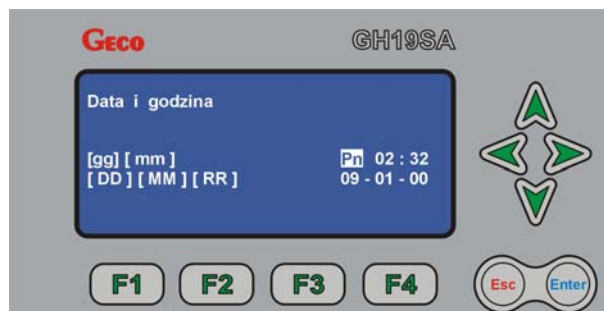 GECO GH19SA
Data i godzina
[gg] [ mm ] Pn 02 : 32
[ DD ] [ MM ] [ RR ] 09 - 01 - 00
F1 F2 F3 F4 Esc Enter